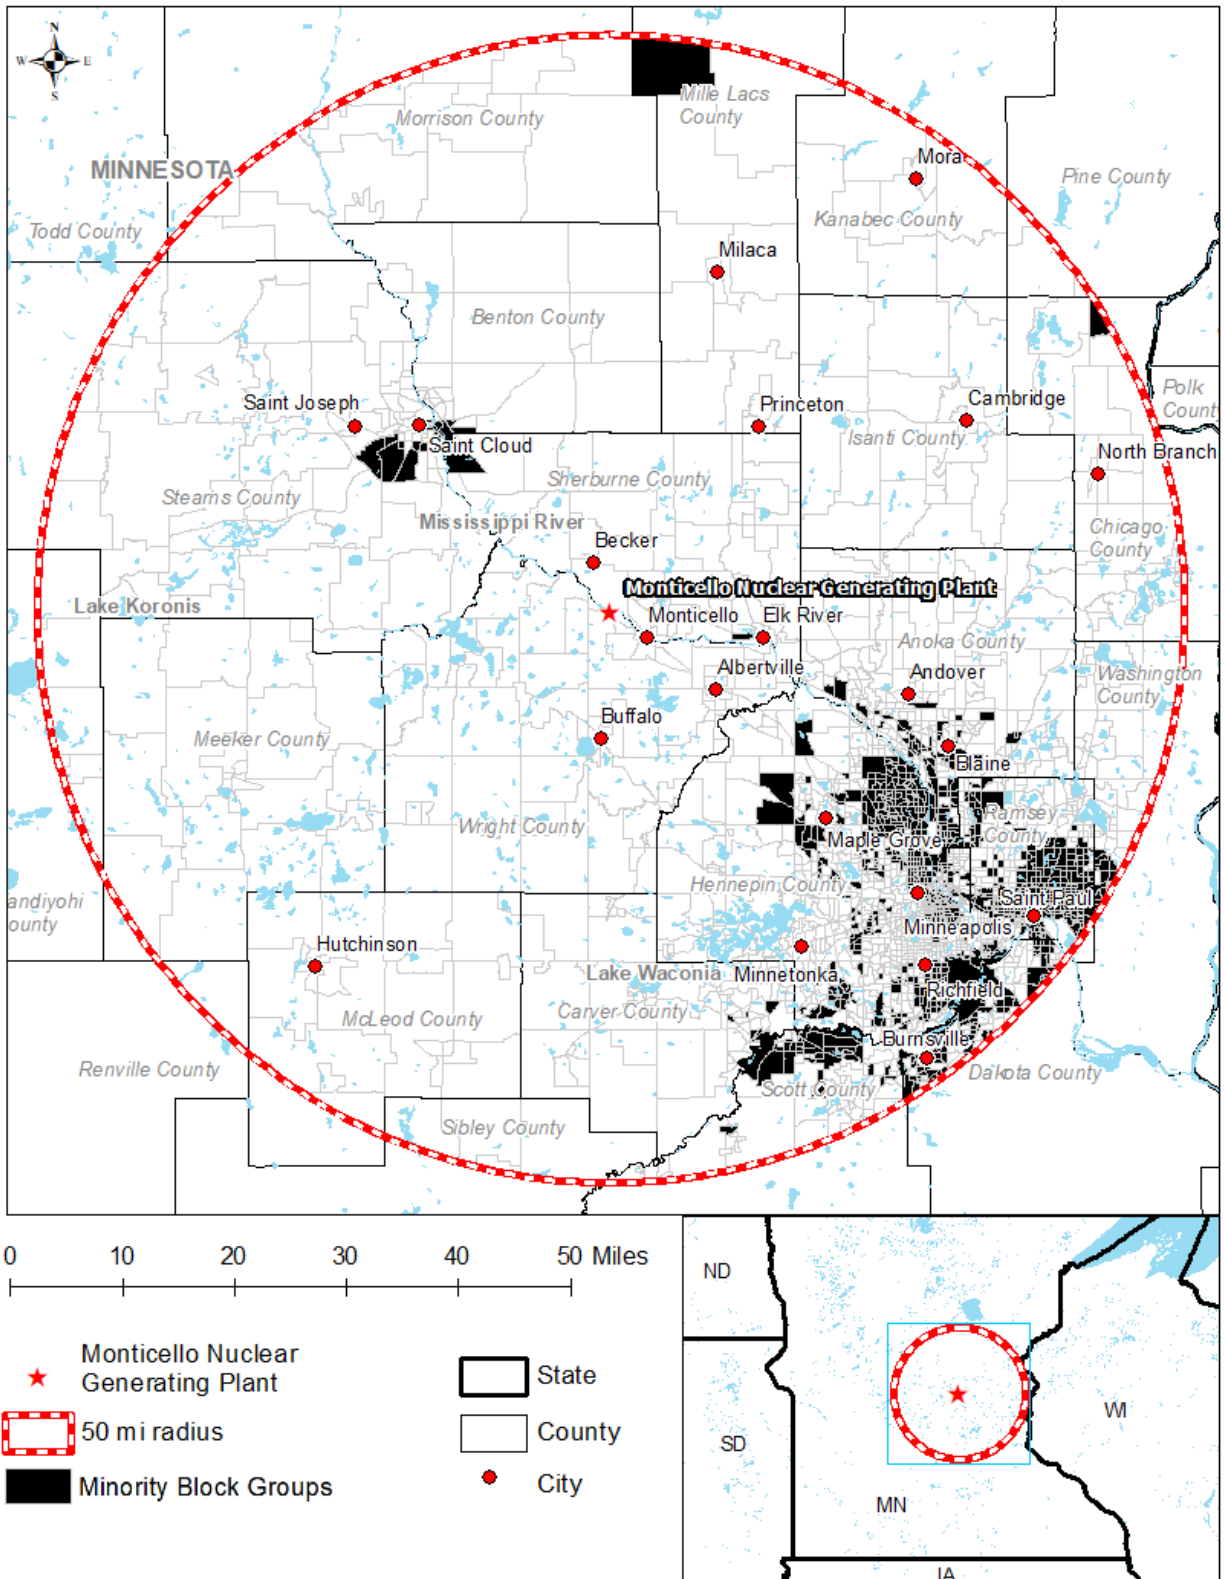 N
W E
S
Mille Lacs
County
Morrison County
MINNESOTA
Mora
Pine County
Kanabec County
Todd County
Milaca
Benton County
Polk
County
Saint Joseph
Princeton
Cambridge
Saint Cloud
Isanti County
North Branch
Sherburne County
Stearns County
Mississippi River
Chicago
County
Becker
Monticello Nuclear Generating Plant
Lake Koronis
Monticello
Elk River
Anoka County
Albertville
Andover
Washington
County
Buffalo
Meeker County
Blaine
Wright County
Ramsey
County
Maple Grove
Hennepin County
andiyohi
ounty
Saint Paul
Minneapolis
Hutchinson
Lake Waconia
Minnetonka
Richfield
McLeod County
Carver County
Burnsville
Renville County
Scott County
Dakota County
Sibley County
0 10 20 30 40 50 Miles
Monticello Nuclear
Generating Plant
State
50 mi radius
County
Minority Block Groups
City
ND
SD
WI
MN
IA